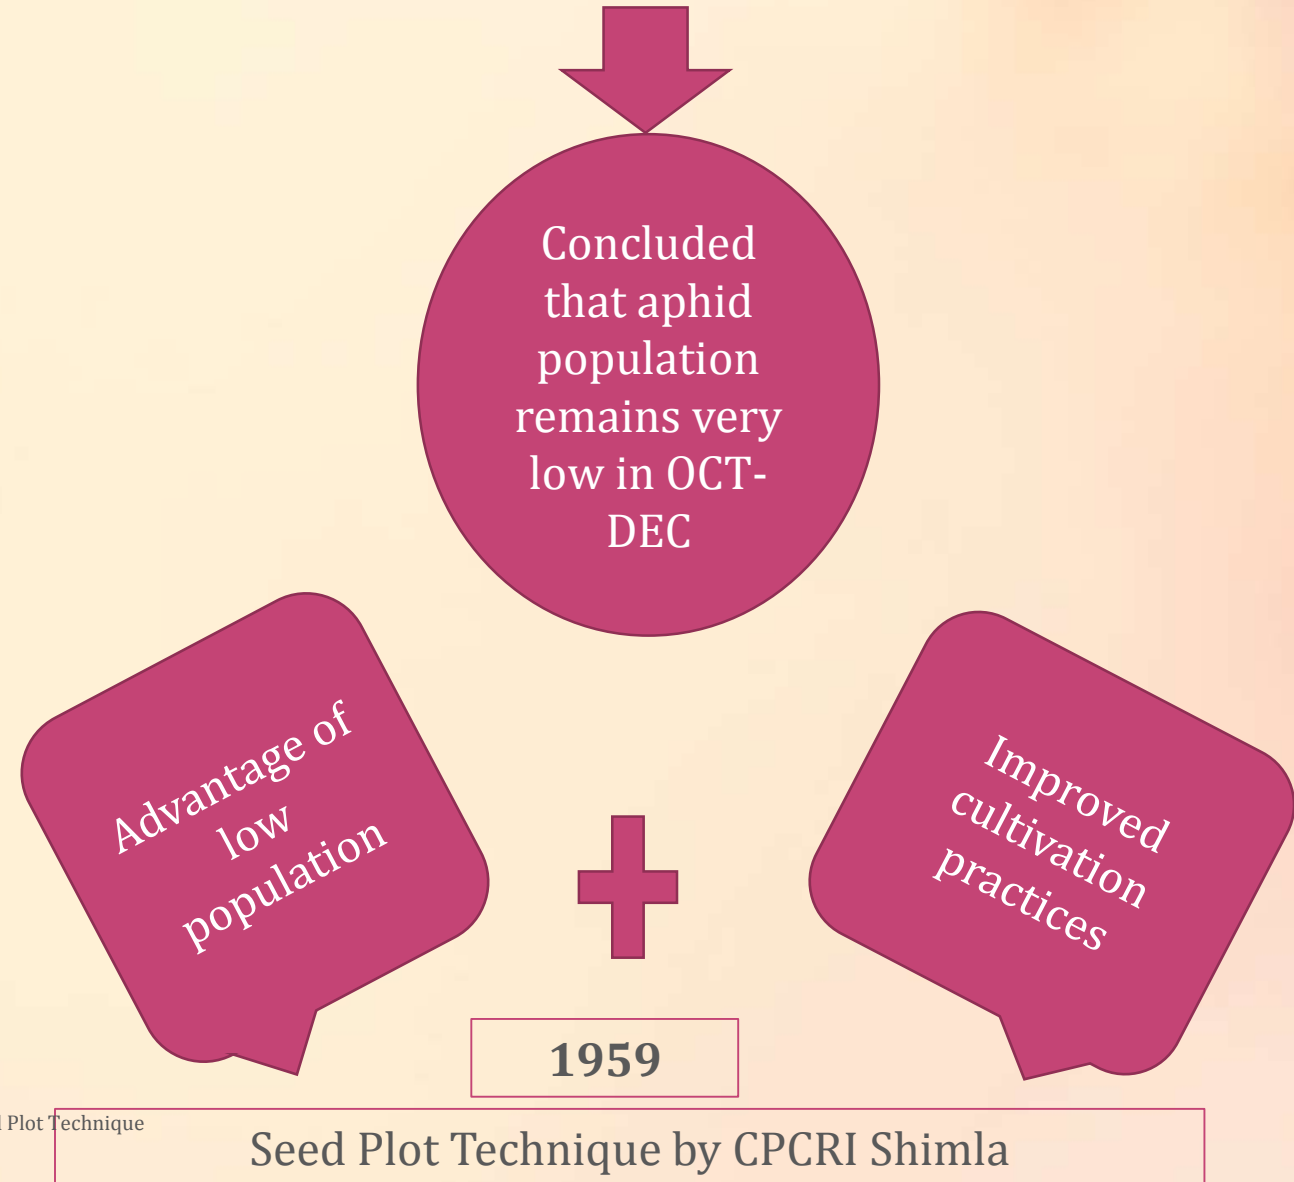 Concluded
that aphid
population
remains very
low in OCT-
DEC
Advantage of
low
population
Improved
cultivation
practices
1959
Plot Technique
Seed Plot Technique by CPCRI Shimla